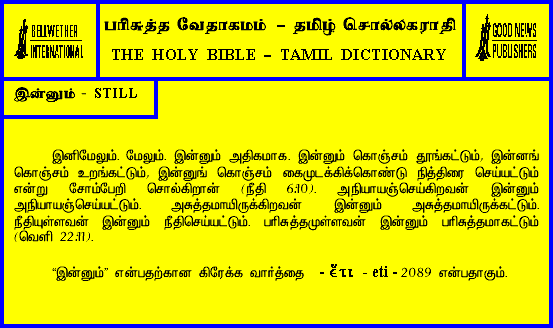 BELLWETHER
INTERNATIONAL
பரிசுத்த வேதாகமம் – தமிழ் சொல்லகராதி
THE HOLY BIBLE – TAMIL DICTIONARY
GOOD NEWS
PUBLISHERS
இன்னும் - STILL
இனிமேலும். மேலும். இன்னும் அதிகமாக. இன்னும் கொஞ்சம் தூங்கட்டும், இன்னங்
கொஞ்சம் உறங்கட்டும், இன்னுங் கொஞ்சம் கைமுடக்கிக்கொண்டு நித்திரை செய்யட்டும்
என்று சோம்பேறி சொல்கிறான் (நீதி 6:10). அநியாயஞ்செய்கிறவன் இன்னும்
அநியாயஞ்செய்யட்டும். அசுத்தமாயிருக்கிறவன் இன்னும் அசுத்தமாயிருக்கட்டும்.
நீதியுள்ளவன் இன்னும் நீதிசெய்யட்டும். பரிசுத்தமுள்ளவன் இன்னும் பரிசுத்தமாகட்டும்
(வெளி 22:11).
“இன்னும்” என்பதற்கான கிரேக்க வார்த்தை - ἔτι - eti - 2089 என்பதாகும்.